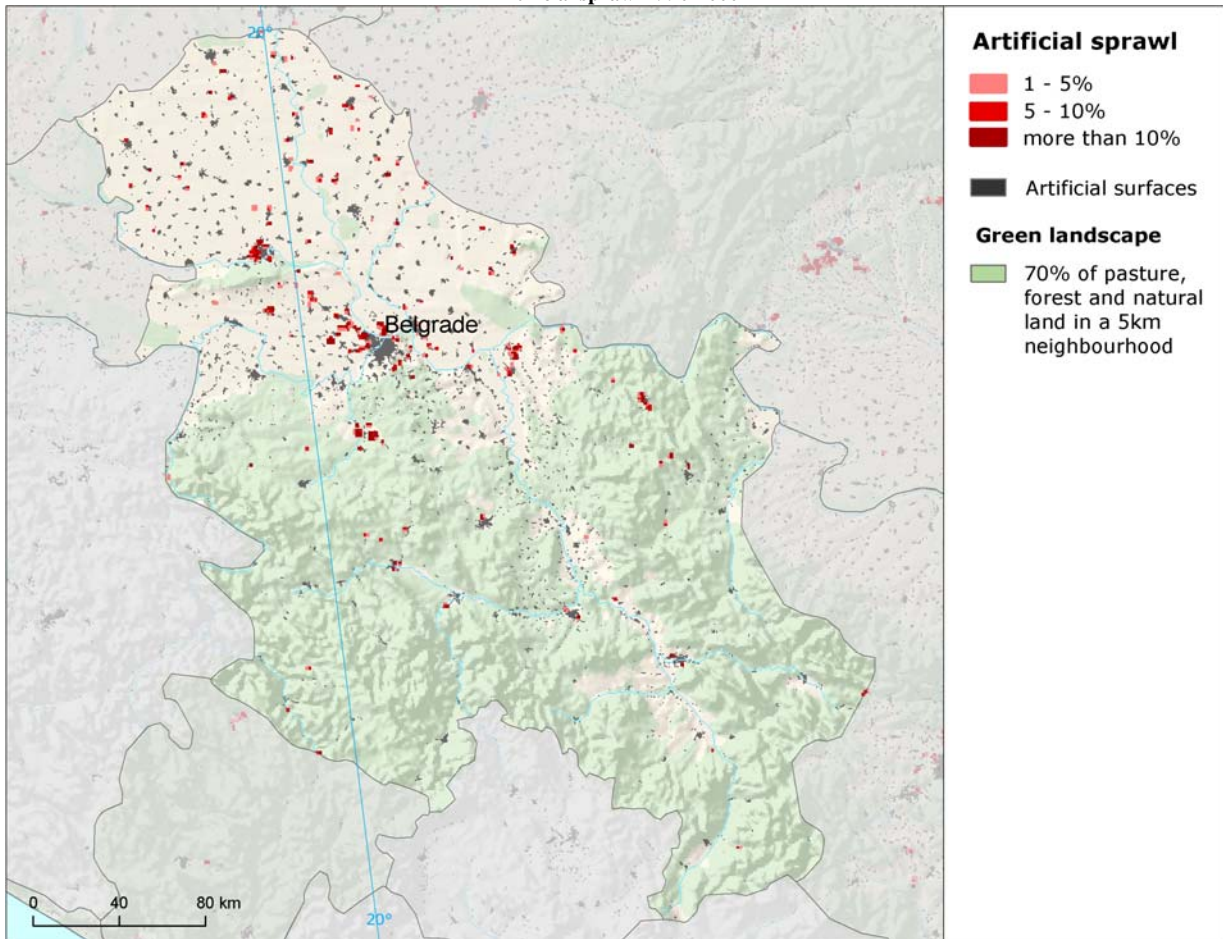 20°
Belgrade
20°
0 40 80 km
Artificial sprawl
1 - 5%
5 - 10%
more than 10%
Artificial surfaces
Green landscape
70% of pasture,
forest and natural
land in a 5km
neighbourhood